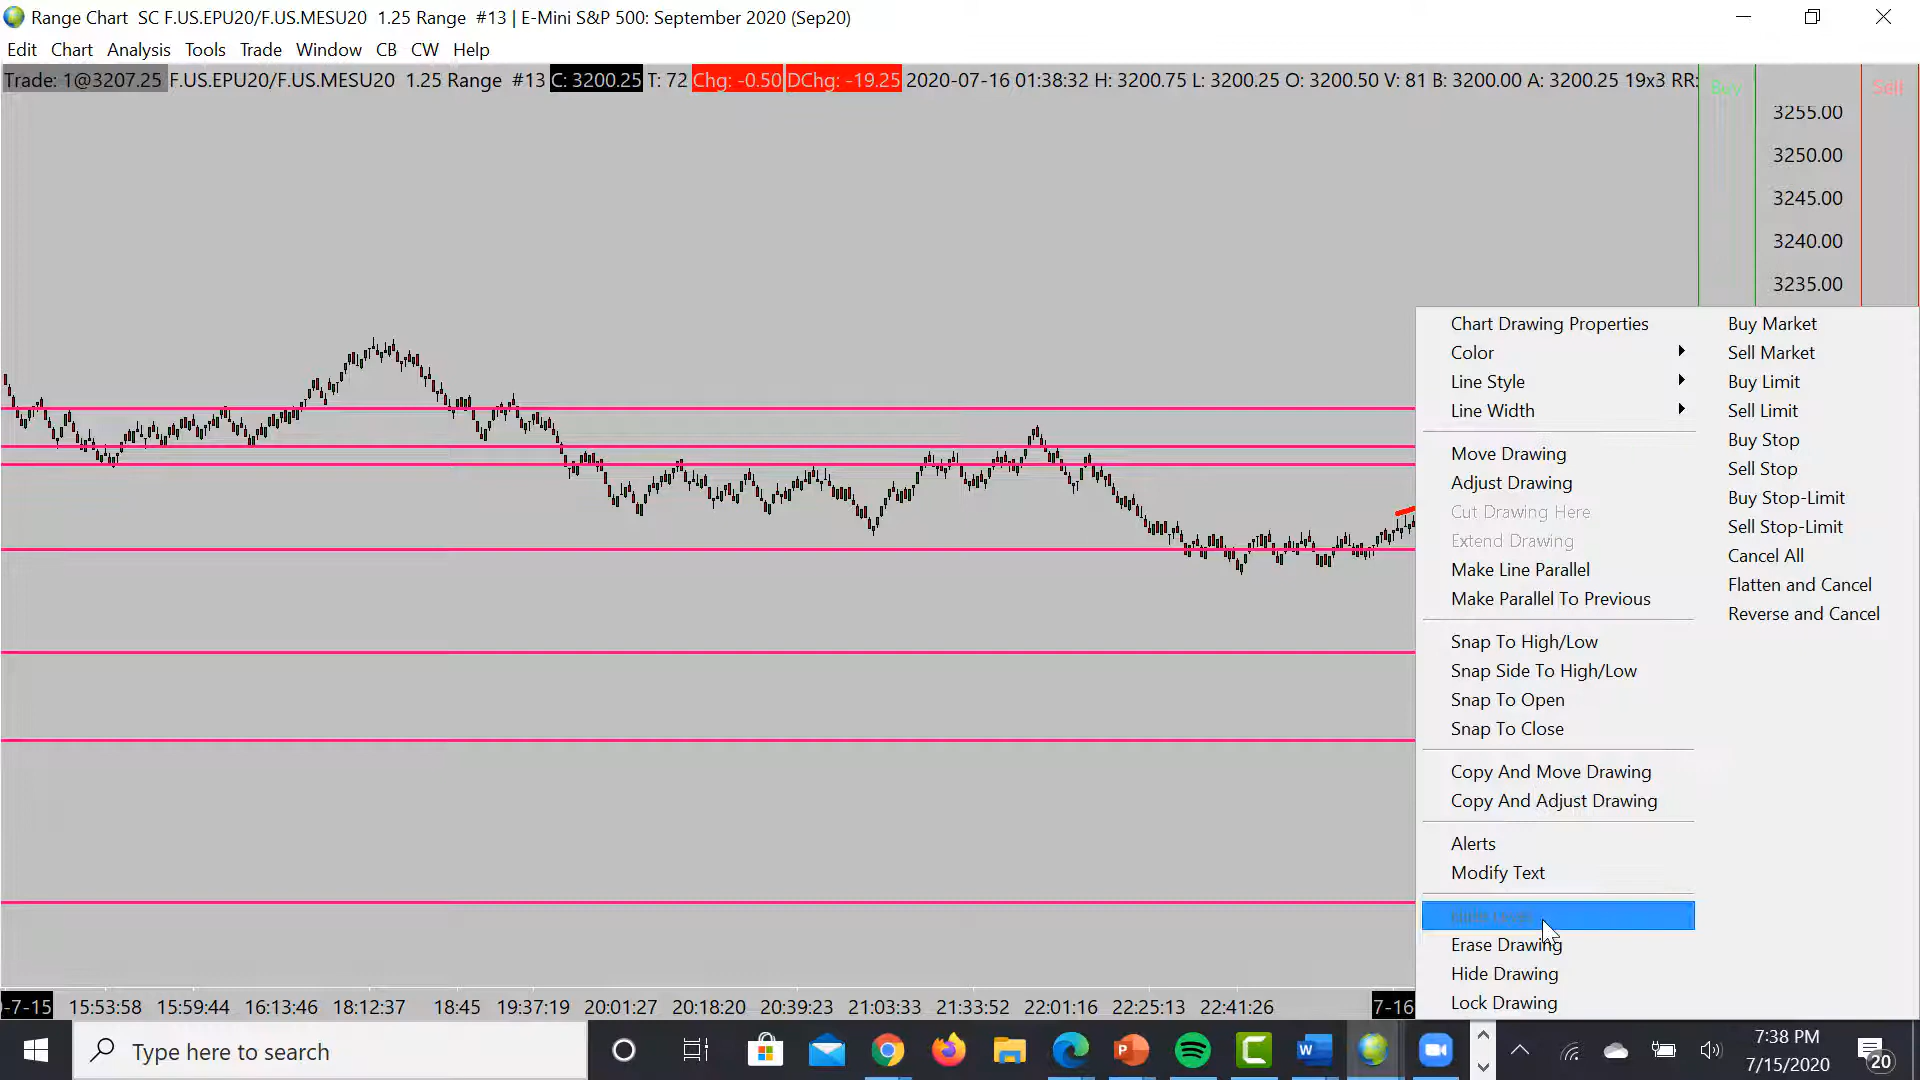 Range Chart SC F.US.EPU20/F.US.MESU20 1.25 Range #13 | E-Mini S&P 500: September 2020 (Sep20)
Edit Chart Analysis Tools Trade Window CB CW Help
Trade: 1@3207.25 F.US.EPU20/F.US.MESU20 1.25 Range #13 C: 3200.25 T: 72 Chg: -0.50 DChg: -19.25 2020-07-16 01:38:32 H: 3200.75 L: 3200.25 O: 3200.50 V: 81 B: 3200.00 A: 3200.25 19x3 RR:
Buy
Sell
3255.00
3250.00
3245.00
3240.00
3235.00
Chart Drawing Properties
Color
Line Style
Line Width
Move Drawing
Adjust Drawing
Cut Drawing Here
Extend Drawing
Make Line Parallel
Make Parallel To Previous
Snap To High/Low
Snap Side To High/Low
Snap To Open
Snap To Close
Copy And Move Drawing
Copy And Adjust Drawing
Alerts
Modify Text
Erase Drawing
Hide Drawing
Lock Drawing
Buy Market
Sell Market
Buy Limit
Sell Limit
Buy Stop
Sell Stop
Buy Stop-Limit
Sell Stop-Limit
Cancel All
Flatten and Cancel
Reverse and Cancel
-7-15 15:53:58 15:59:44 16:13:46 18:12:37 18:45 19:37:19 20:01:27 20:18:20 20:39:23 21:03:33 21:33:52 22:01:16 22:25:13 22:41:26 7-16
Type here to search
7:38 PM
7/15/2020
20